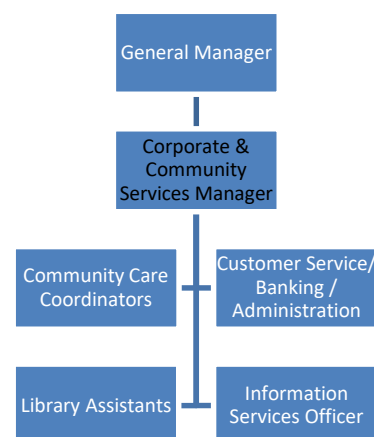 General Manager
Corporate &
Community
Services Manager
Community Care
Coordinators
Customer Service/
Banking /
Administration
Library Assistants
Information
Services Officer